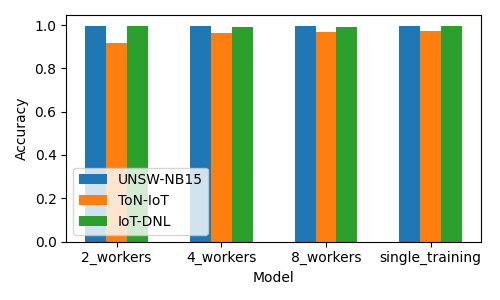 1.0
0.8
0.6
0.4
0.2
0.0
Accuracy
UNSW-NB15
ToN-IoT
IoT-DNL
2_workers
4_workers
8_workers
single_training
Model